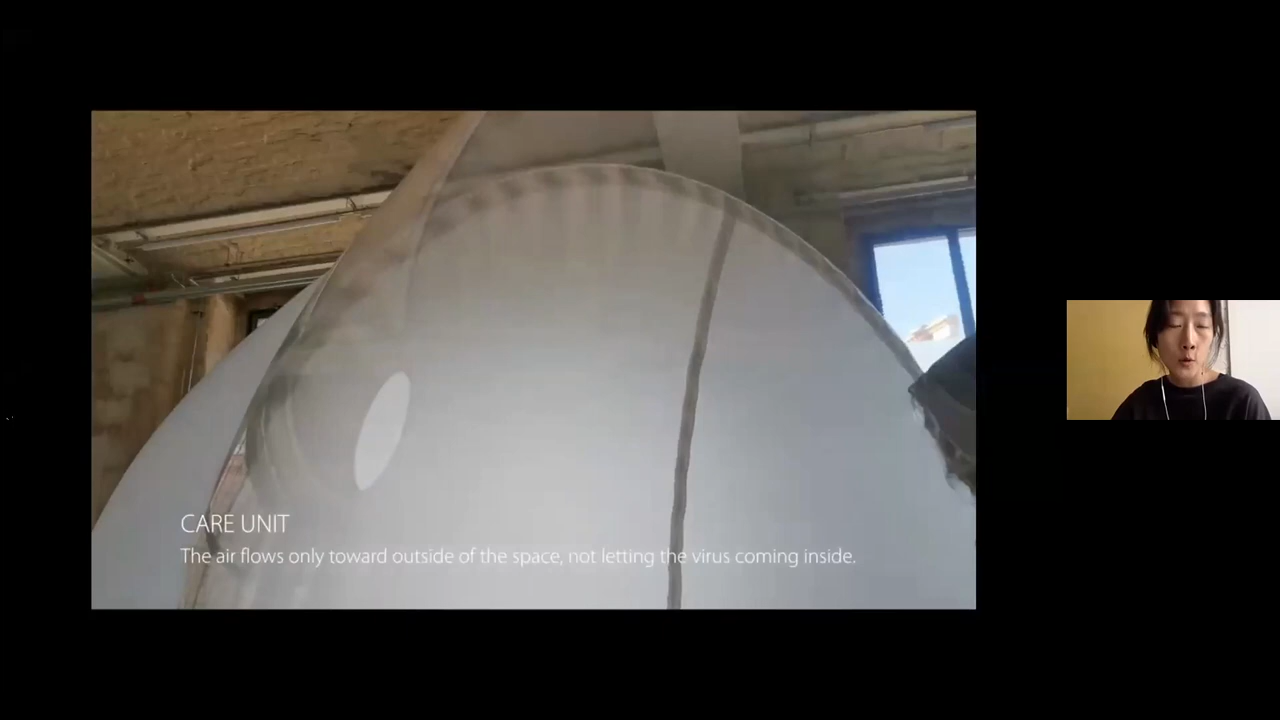 CARE UNIT
The air flows only toward outside of the space, not letting the virus coming inside.